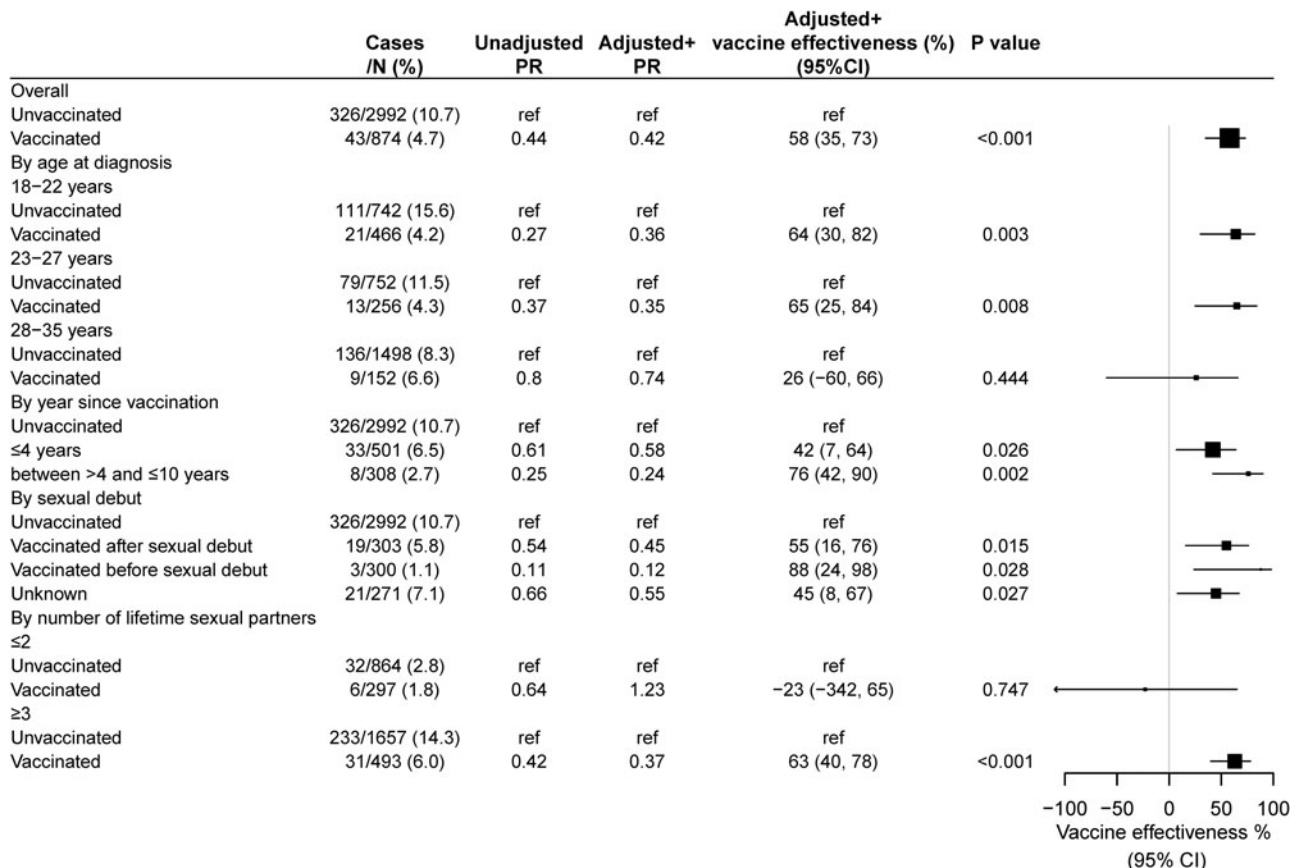 Cases /N (%) Unadjusted PR Adjusted+ PR Adjusted+ vaccine effectiveness (%) (95%CI) P value
Overall
Unvaccinated 326/2992 (10.7) ref ref ref
Vaccinated 43/874 (4.7) 0.44 0.42 58 (35, 73) <0.001
By age at diagnosis
18−22 years
Unvaccinated 111/742 (15.6) ref ref ref
Vaccinated 21/466 (4.2) 0.27 0.36 64 (30, 82) 0.003
23−27 years
Unvaccinated 79/752 (11.5) ref ref ref
Vaccinated 13/256 (4.3) 0.37 0.35 65 (25, 84) 0.008
28−35 years
Unvaccinated 136/1498 (8.3) ref ref ref
Vaccinated 9/152 (6.6) 0.8 0.74 26 (−60, 66) 0.444
By year since vaccination
Unvaccinated 326/2992 (10.7) ref ref ref
≤4 years 33/501 (6.5) 0.61 0.58 42 (7, 64) 0.026
between >4 and ≤10 years 8/308 (2.7) 0.25 0.24 76 (42, 90) 0.002
By sexual debut
Unvaccinated 326/2992 (10.7) ref ref ref
Vaccinated after sexual debut 19/303 (5.8) 0.54 0.45 55 (16, 76) 0.015
Vaccinated before sexual debut 3/300 (1.1) 0.11 0.12 88 (24, 98) 0.028
Unknown 21/271 (7.1) 0.66 0.55 45 (8, 67) 0.027
By number of lifetime sexual partners
≤2
Unvaccinated 32/864 (2.8) ref ref ref
Vaccinated 6/297 (1.8) 0.64 1.23 −23 (−342, 65) 0.747
≥3
Unvaccinated 233/1657 (14.3) ref ref ref
Vaccinated 31/493 (6.0) 0.42 0.37 63 (40, 78) <0.001
−100 −50 0 50 100
Vaccine effectiveness %
(95% CI)